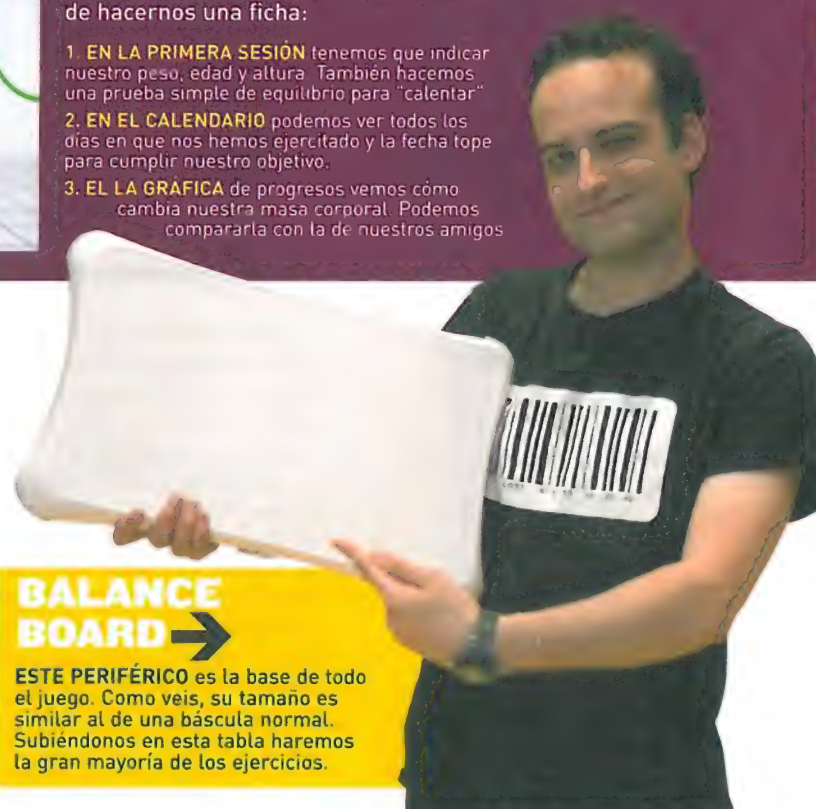 de hacernos una ficha:
1. EN LA PRIMERA SESIÓN tenemos que indicar
nuestro peso, edad y altura. También hacemos
una prueba simple de equilibrio para "calentar"
2. EN EL CALENDARIO podemos ver todos los
días en que nos hemos ejercitado y la fecha tope
para cumplir nuestro objetivo.
3. EL LA GRÁFICA de progresos vemos cómo
cambia nuestra masa corporal. Podemos
compararla con la de nuestros amigos
BALANCE
BOARD
ESTE PERIFÉRICO es la base de todo
el juego. Como veis, su tamaño es
similar al de una báscula normal.
Subiéndonos en esta tabla haremos
la gran mayoría de los ejercicios.